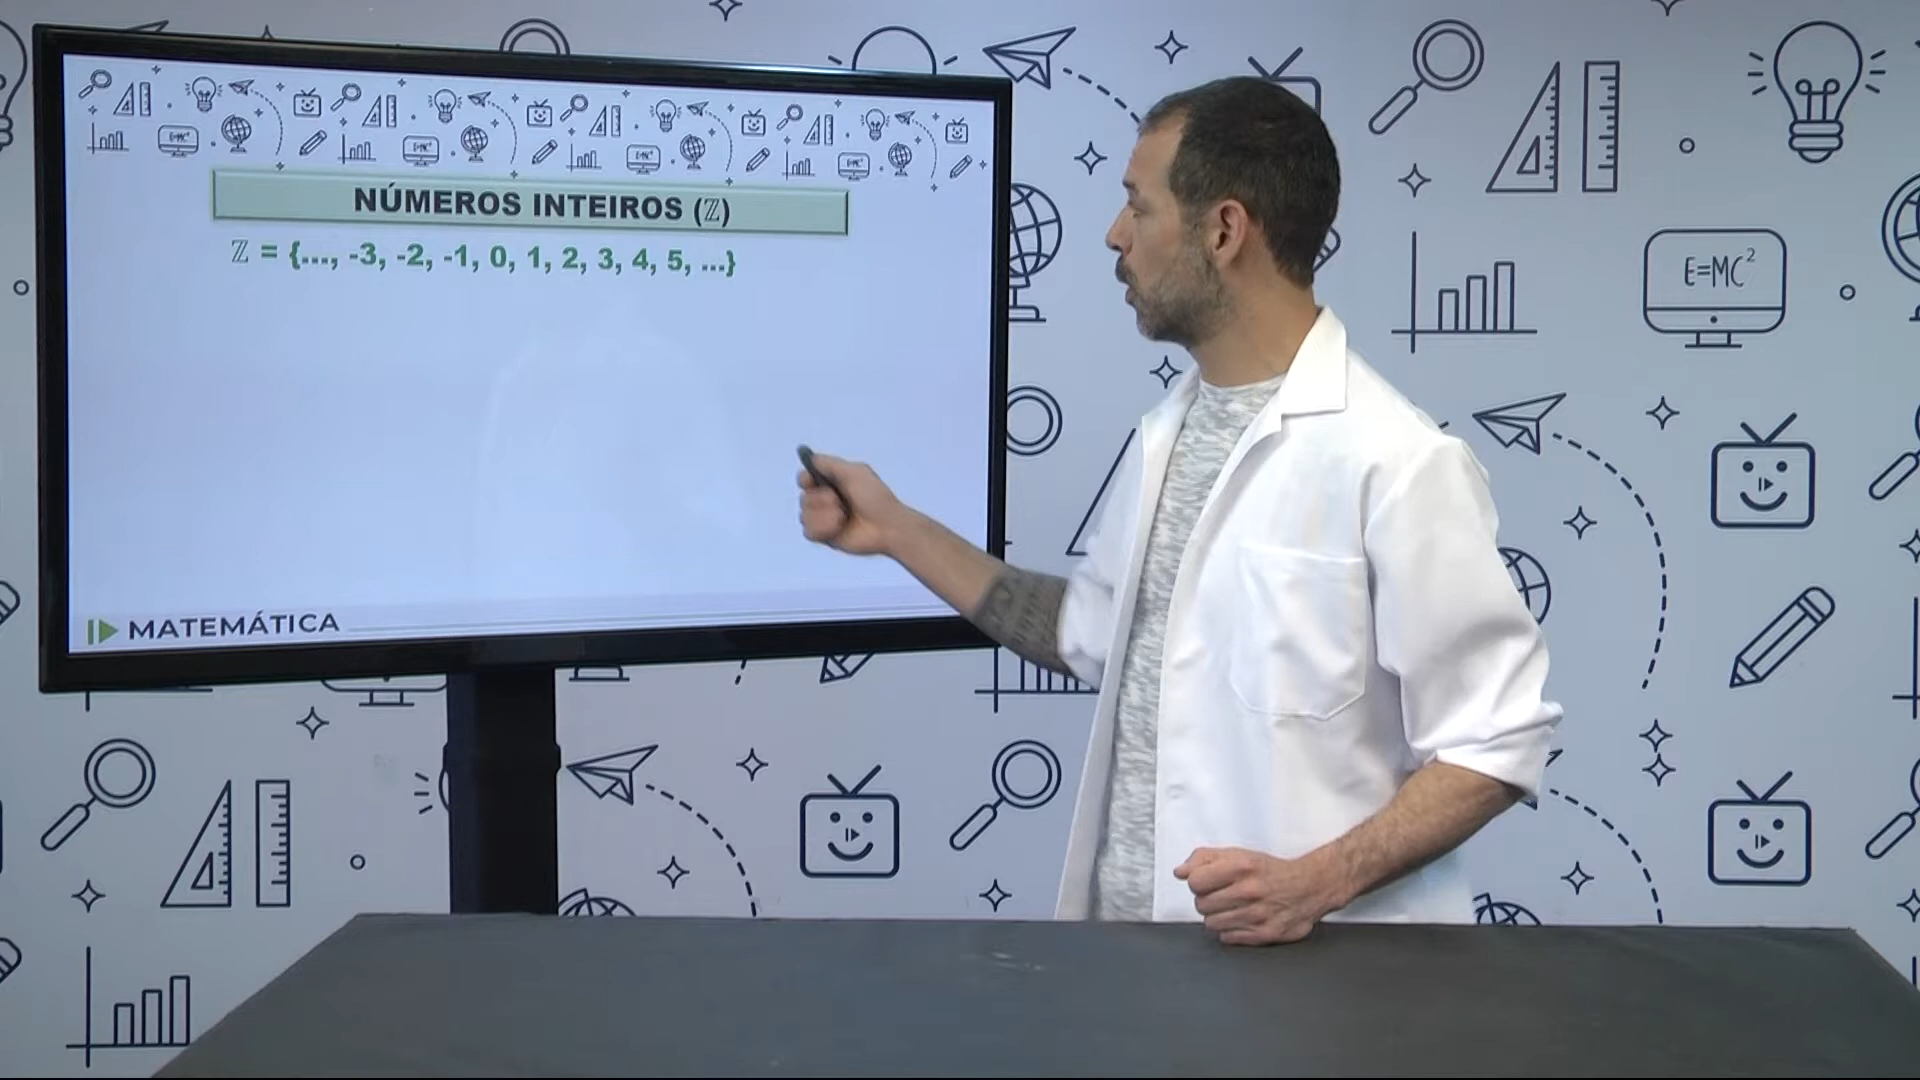 NÚMEROS INTEIROS (ℤ)
ℤ = {..., -3, -2, -1, 0, 1, 2, 3, 4, 5, ...}
MATEMÁTICA
E=MC²